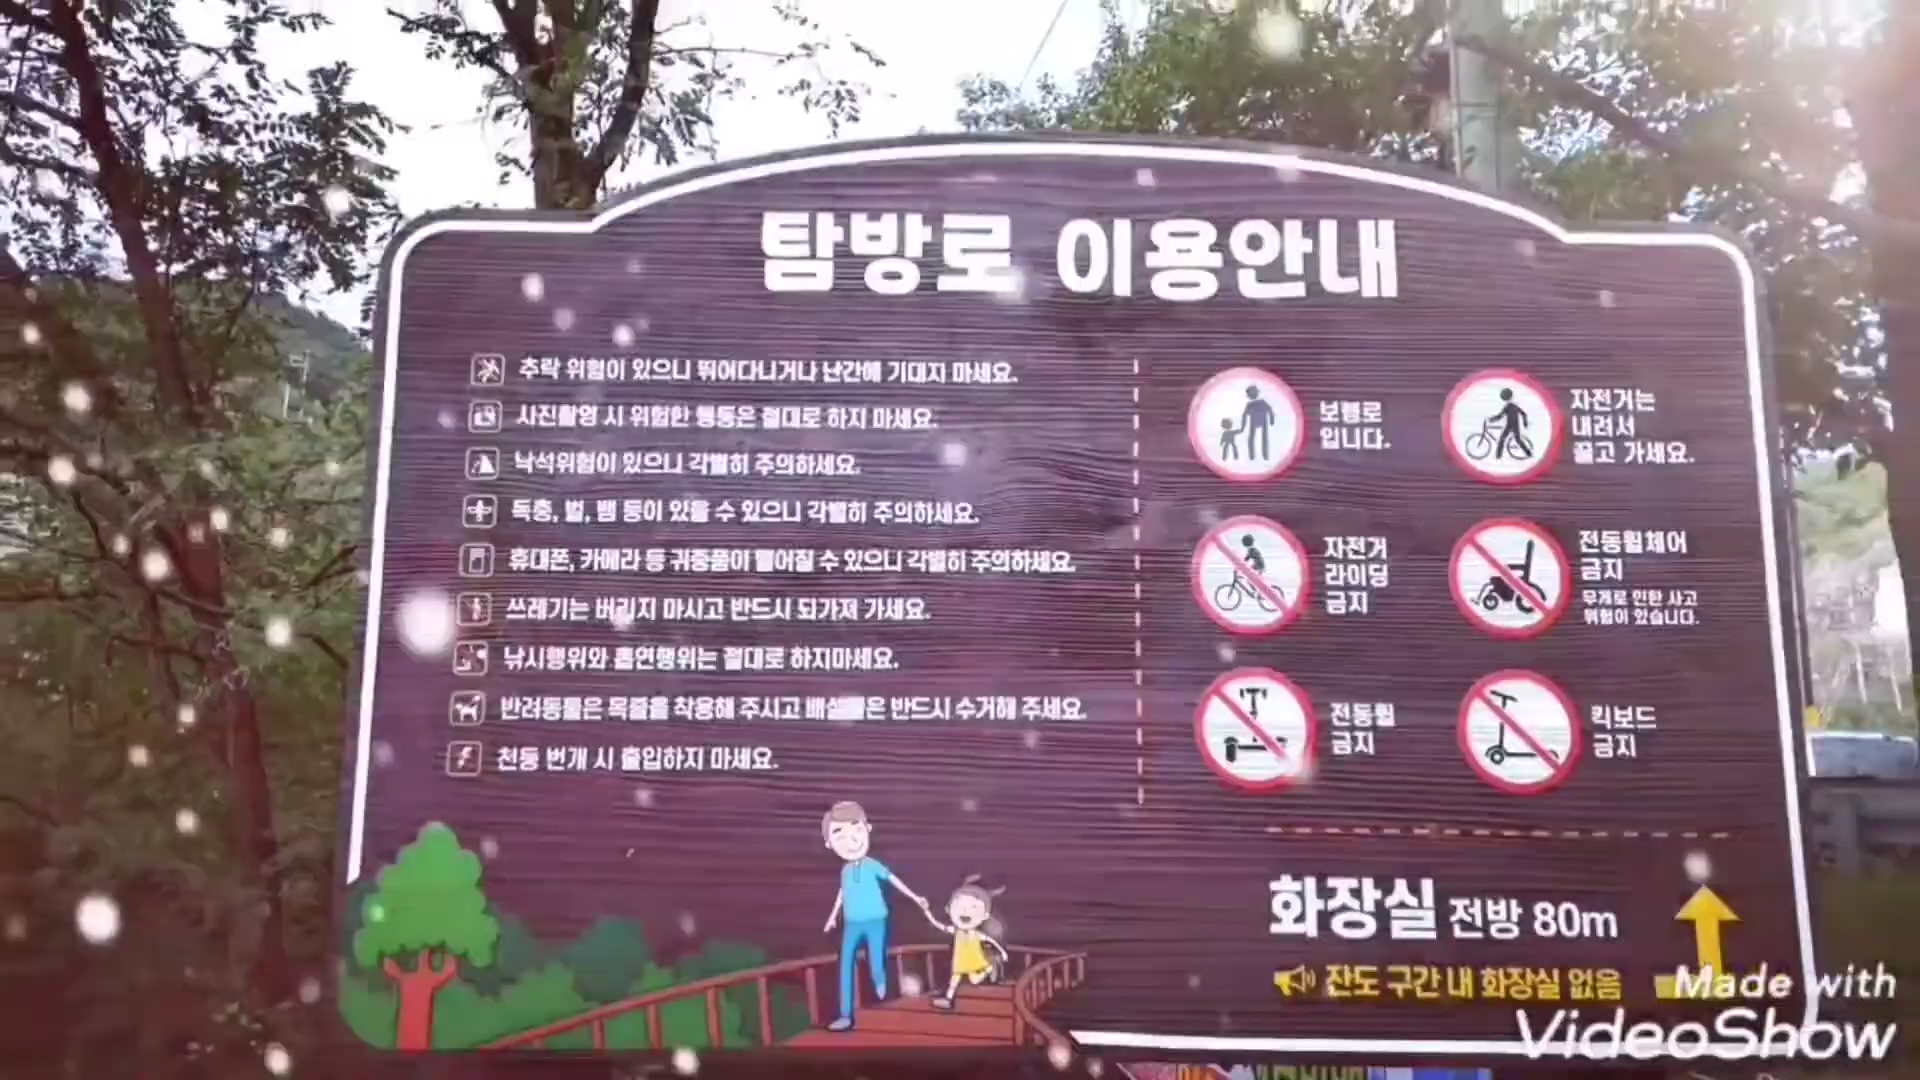 탐방로 이용안내
추락 위험이 있으니 뛰어다니거나 난간에 기대지 마세요.
사진촬영 시 위험한 행동은 절대로 하지 마세요.
낙석위험이 있으니 각별히 주의하세요.
독충, 벌, 뱀 등이 있을 수 있으니 각별히 주의하세요.
휴대폰, 카메라 등 귀중품이 떨어질 수 있으니 각별히 주의하세요.
쓰레기는 버리지 마시고 반드시 되가져 가세요.
낚시행위와 흡연행위는 절대로 하지마세요.
반려동물은 목줄을 착용해 주시고 배설물은 반드시 수거해 주세요.
천둥 번개 시 출입하지 마세요.
보행로
입니다.
자전거는
내려서
끌고 가세요.
자전거
라이딩
금지
전동휠체어
금지
무게로 인한 사고
위험이 있습니다.
전동휠
금지
킥보드
금지
화장실 전방 80m
잔도 구간 내 화장실 없음
Made with
VideoShow